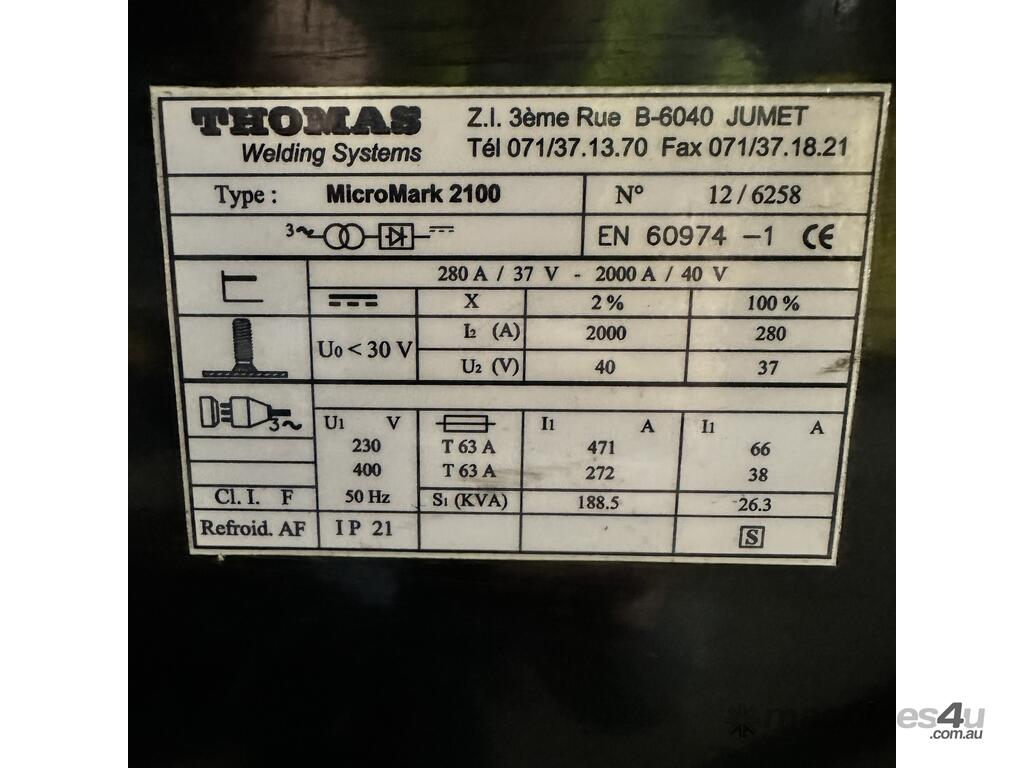 THOMAS
Welding Systems
Z.I. 3ème Rue B-6040 JUMET
Tél 071/37.13.70 Fax 071/37.18.21
Type : MicroMark 2100 N° 12 / 6258
3~ EN 60974 -1 CE
280 A / 37 V - 2000 A / 40 V
X 2 % 100 %
U0 < 30 V
I2 (A) 2000 280
U2 (V) 40 37
3~
U1 V I1 A I1 A
230 T 63 A 471 66
400 T 63 A 272 38
Cl. I. F 50 Hz S1 (KVA) 188.5 26.3
Refroid. AF I P 21 S
machines4u
.com.au